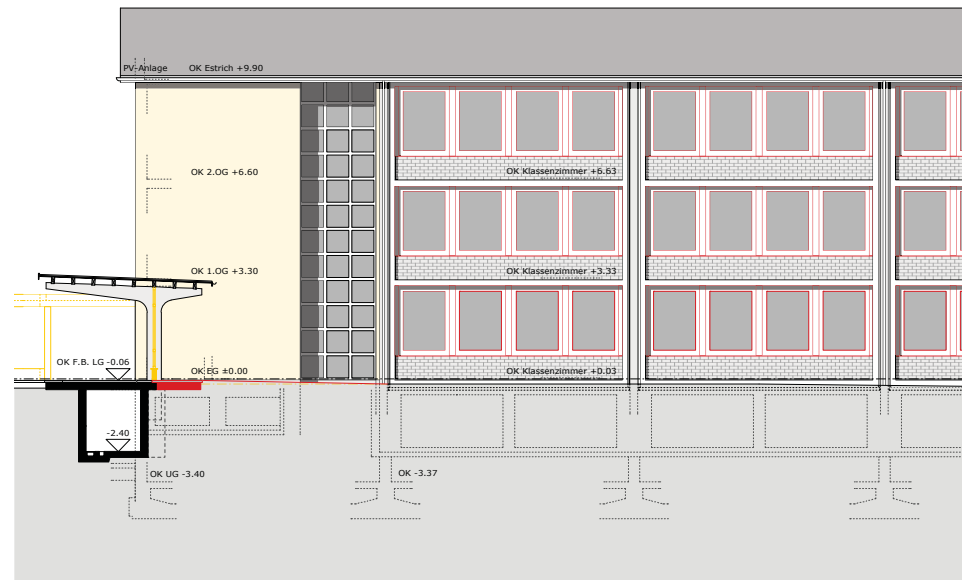 PV-Anlage OK Estrich +9.90
OK 2.OG +6.60 OK Klassenzimmer +6.63
OK 1.OG +3.30 OK Klassenzimmer +3.33
OK F.B. LG -0.06
OK EG ±0.00 OK Klassenzimmer +0.03
-2.40
OK UG -3.40 OK -3.37